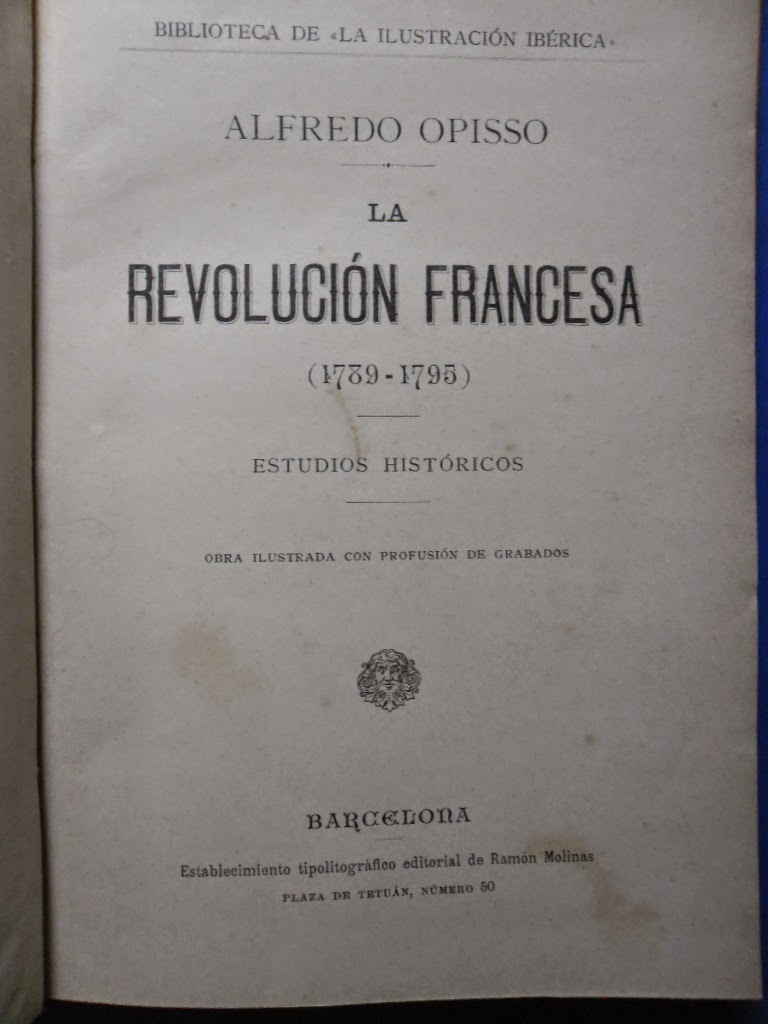 BIBLIOTECA DE «LA ILUSTRACIÓN IBÉRICA»
ALFREDO OPISSO
LA
REVOLUCIÓN FRANCESA
(1789-1795)
ESTUDIOS HISTÓRICOS
OBRA ILUSTRADA CON PROFUSIÓN DE GRABADOS
BARCELONA
Establecimiento tipolitográfico editorial de Ramón Molinas
PLAZA DE TETUÁN, NÚMERO 50